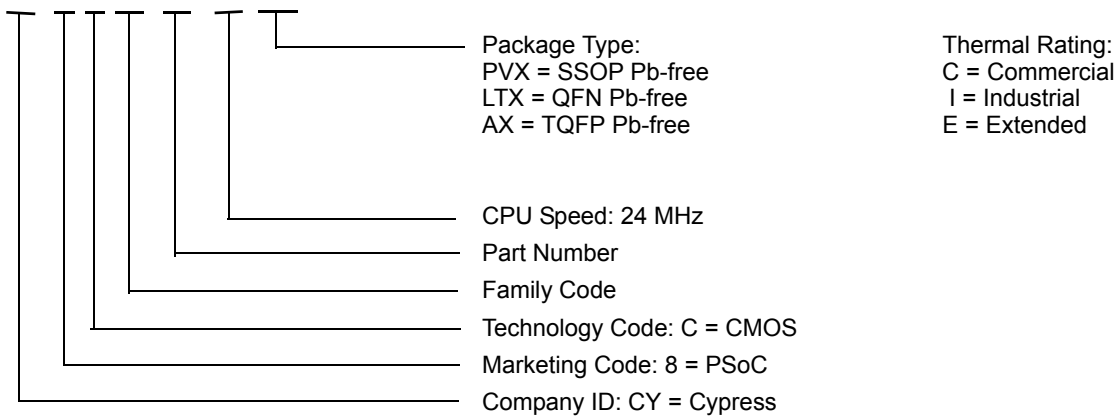 Package Type:
PVX = SSOP Pb-free
LTX = QFN Pb-free
AX = TQFP Pb-free
Thermal Rating:
C = Commercial
I = Industrial
E = Extended
CPU Speed: 24 MHz
Part Number
Family Code
Technology Code: C = CMOS
Marketing Code: 8 = PSoC
Company ID: CY = Cypress